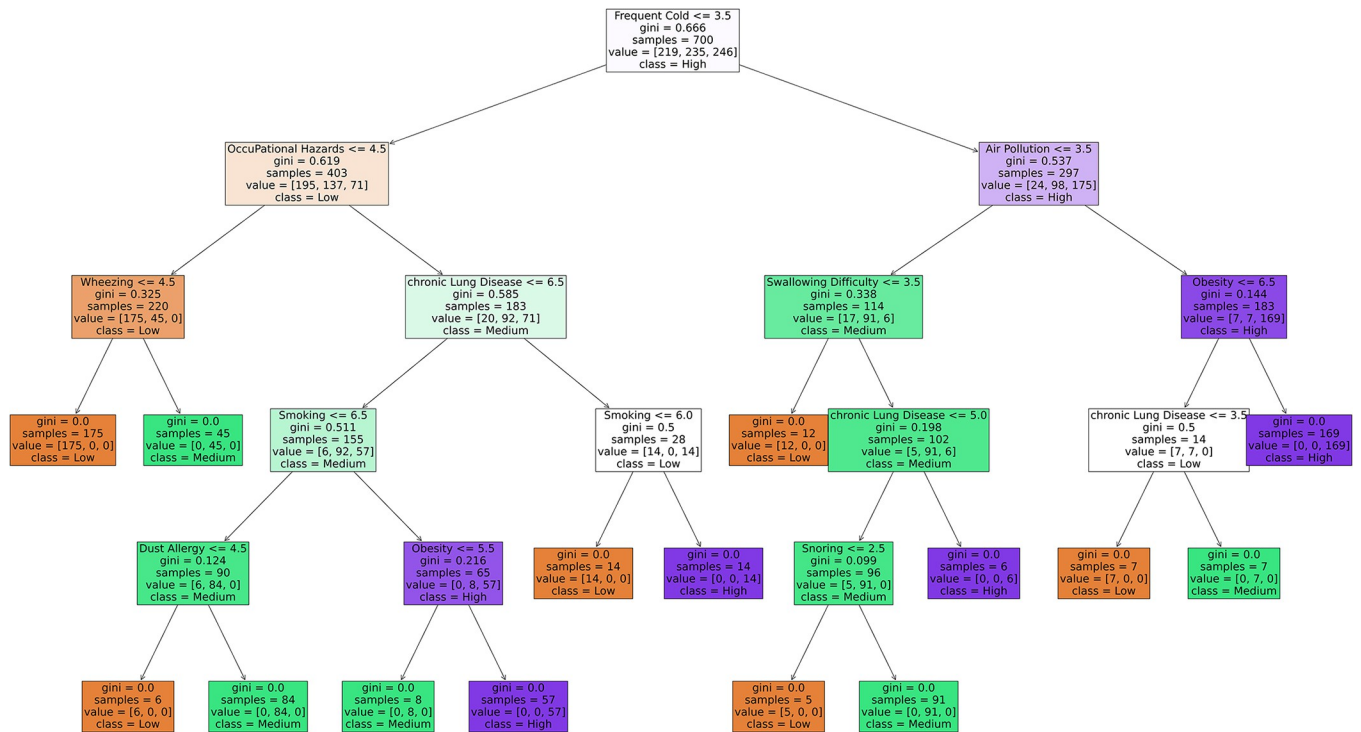 Frequent Cold <= 3.5
gini = 0.666
samples = 700
value = [219, 235, 246]
class = High
OccuPational Hazards <= 4.5
gini = 0.619
samples = 403
value = [195, 137, 71]
class = Low
Air Pollution <= 3.5
gini = 0.537
samples = 297
value = [24, 98, 175]
class = High
Wheezing <= 4.5
gini = 0.325
samples = 220
value = [175, 45, 0]
class = Low
chronic Lung Disease <= 6.5
gini = 0.585
samples = 183
value = [20, 92, 71]
class = Medium
Swallowing Difficulty <= 3.5
gini = 0.338
samples = 114
value = [17, 91, 6]
class = Medium
Obesity <= 6.5
gini = 0.144
samples = 183
value = [7, 7, 169]
class = High
gini = 0.0
samples = 175
value = [175, 0, 0]
class = Low
gini = 0.0
samples = 45
value = [0, 45, 0]
class = Medium
Smoking <= 6.5
gini = 0.511
samples = 155
value = [6, 92, 57]
class = Medium
Smoking <= 6.0
gini = 0.5
samples = 28
value = [14, 0, 14]
class = Low
gini = 0.0
samples = 12
value = [12, 0, 0]
class = Low
chronic Lung Disease <= 5.0
gini = 0.198
samples = 102
value = [5, 91, 6]
class = Medium
chronic Lung Disease <= 3.5
gini = 0.5
samples = 14
value = [7, 7, 0]
class = Low
gini = 0.0
samples = 169
value = [0, 0, 169]
class = High
Dust Allergy <= 4.5
gini = 0.124
samples = 90
value = [6, 84, 0]
class = Medium
Obesity <= 5.5
gini = 0.216
samples = 65
value = [0, 8, 57]
class = High
gini = 0.0
samples = 14
value = [14, 0, 0]
class = Low
gini = 0.0
samples = 14
value = [0, 0, 14]
class = High
Snoring <= 2.5
gini = 0.099
samples = 96
value = [5, 91, 0]
class = Medium
gini = 0.0
samples = 6
value = [0, 0, 6]
class = High
gini = 0.0
samples = 7
value = [7, 0, 0]
class = Low
gini = 0.0
samples = 7
value = [0, 7, 0]
class = Medium
gini = 0.0
samples = 6
value = [6, 0, 0]
class = Low
gini = 0.0
samples = 84
value = [0, 84, 0]
class = Medium
gini = 0.0
samples = 8
value = [0, 8, 0]
class = Medium
gini = 0.0
samples = 57
value = [0, 0, 57]
class = High
gini = 0.0
samples = 5
value = [5, 0, 0]
class = Low
gini = 0.0
samples = 91
value = [0, 91, 0]
class = Medium